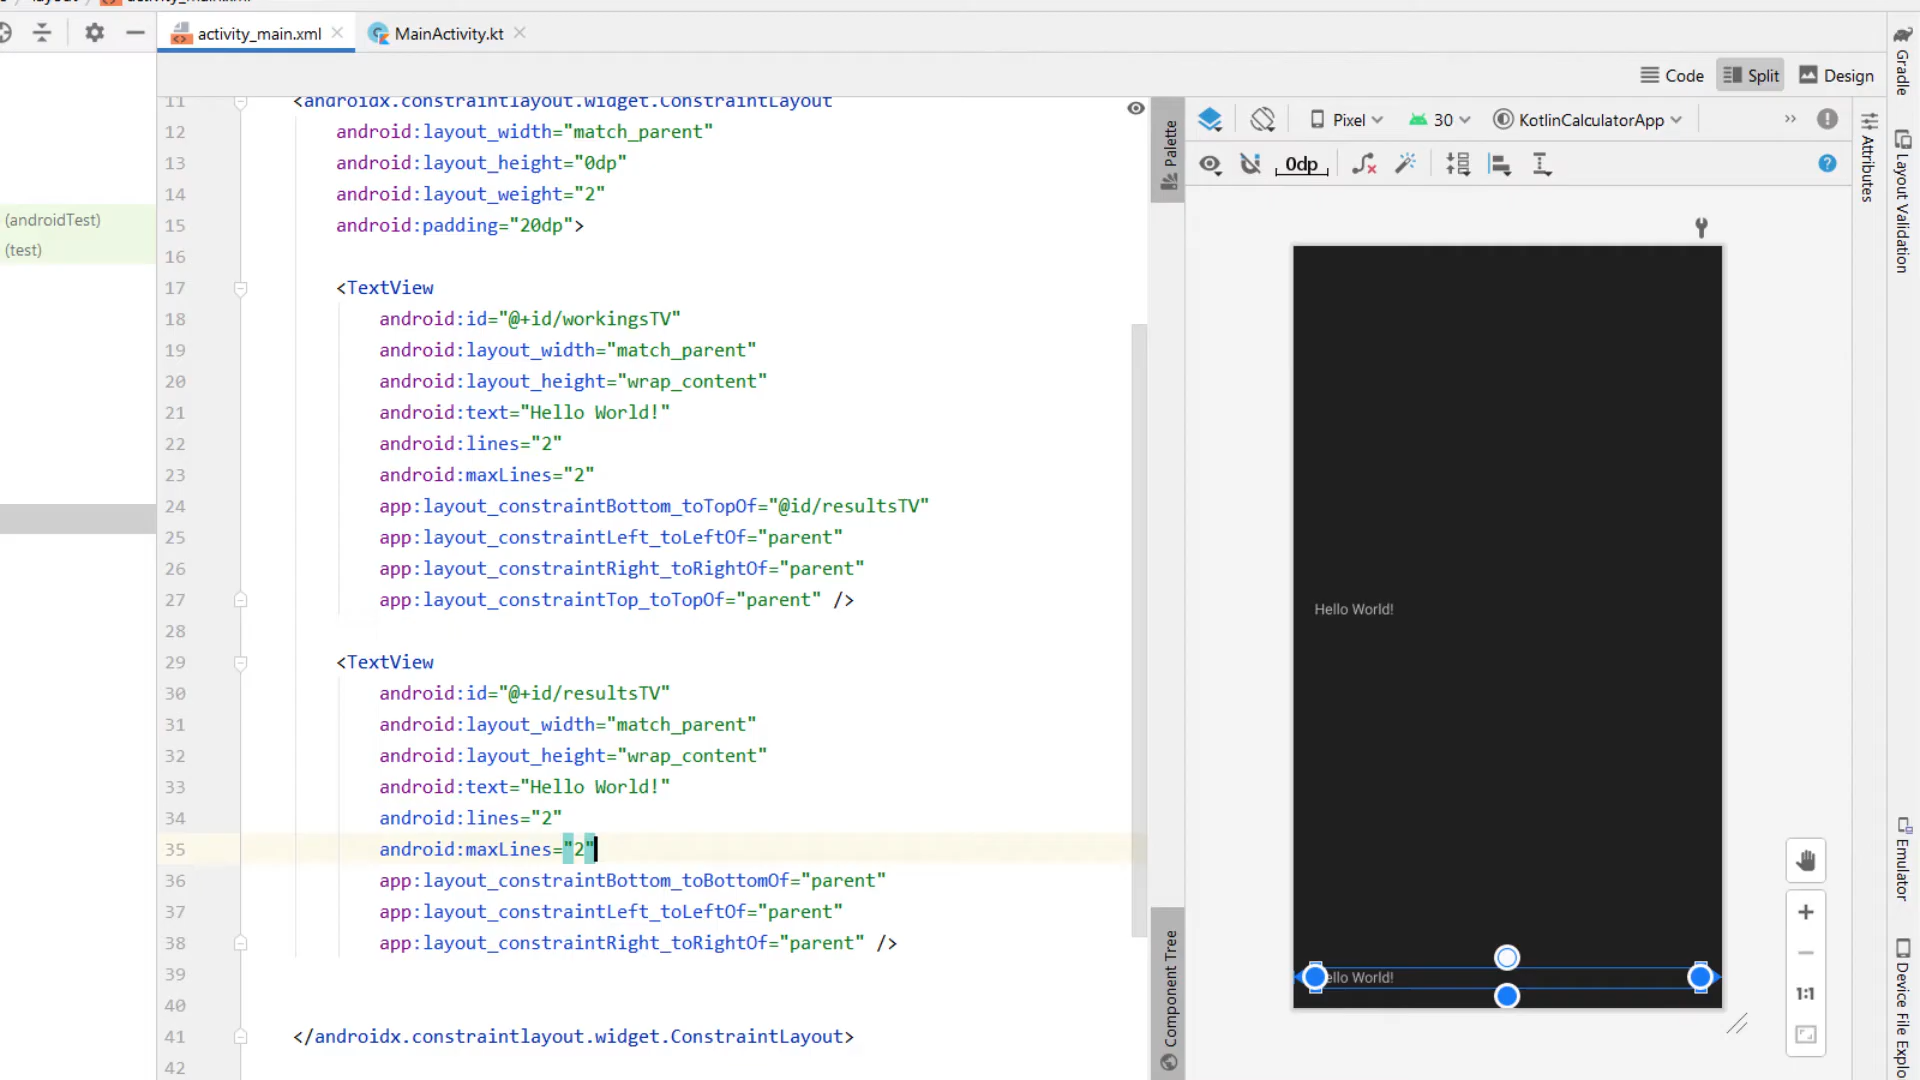 activity_main.xml
activity_main.xml
MainActivity.kt
Code
Split
Design
(androidTest)
(test)
11 <androidx.constraintlayout.widget.ConstraintLayout
12 android:layout_width="match_parent"
13 android:layout_height="0dp"
14 android:layout_weight="2"
15 android:padding="20dp">
16
17 <TextView
18 android:id="@+id/workingsTV"
19 android:layout_width="match_parent"
20 android:layout_height="wrap_content"
21 android:text="Hello World!"
22 android:lines="2"
23 android:maxLines="2"
24 app:layout_constraintBottom_toTopOf="@id/resultsTV"
25 app:layout_constraintLeft_toLeftOf="parent"
26 app:layout_constraintRight_toRightOf="parent"
27 app:layout_constraintTop_toTopOf="parent" />
28
29 <TextView
30 android:id="@+id/resultsTV"
31 android:layout_width="match_parent"
32 android:layout_height="wrap_content"
33 android:text="Hello World!"
34 android:lines="2"
35 android:maxLines="2"
36 app:layout_constraintBottom_toBottomOf="parent"
37 app:layout_constraintLeft_toLeftOf="parent"
38 app:layout_constraintRight_toRightOf="parent" />
39
40
41 </androidx.constraintlayout.widget.ConstraintLayout>
42
Palette
Component Tree
Pixel
30
KotlinCalculatorApp
0dp
Hello World!
ello World!
1:1
Attributes
Gradle
Layout Validation
Emulator
Device File Explo